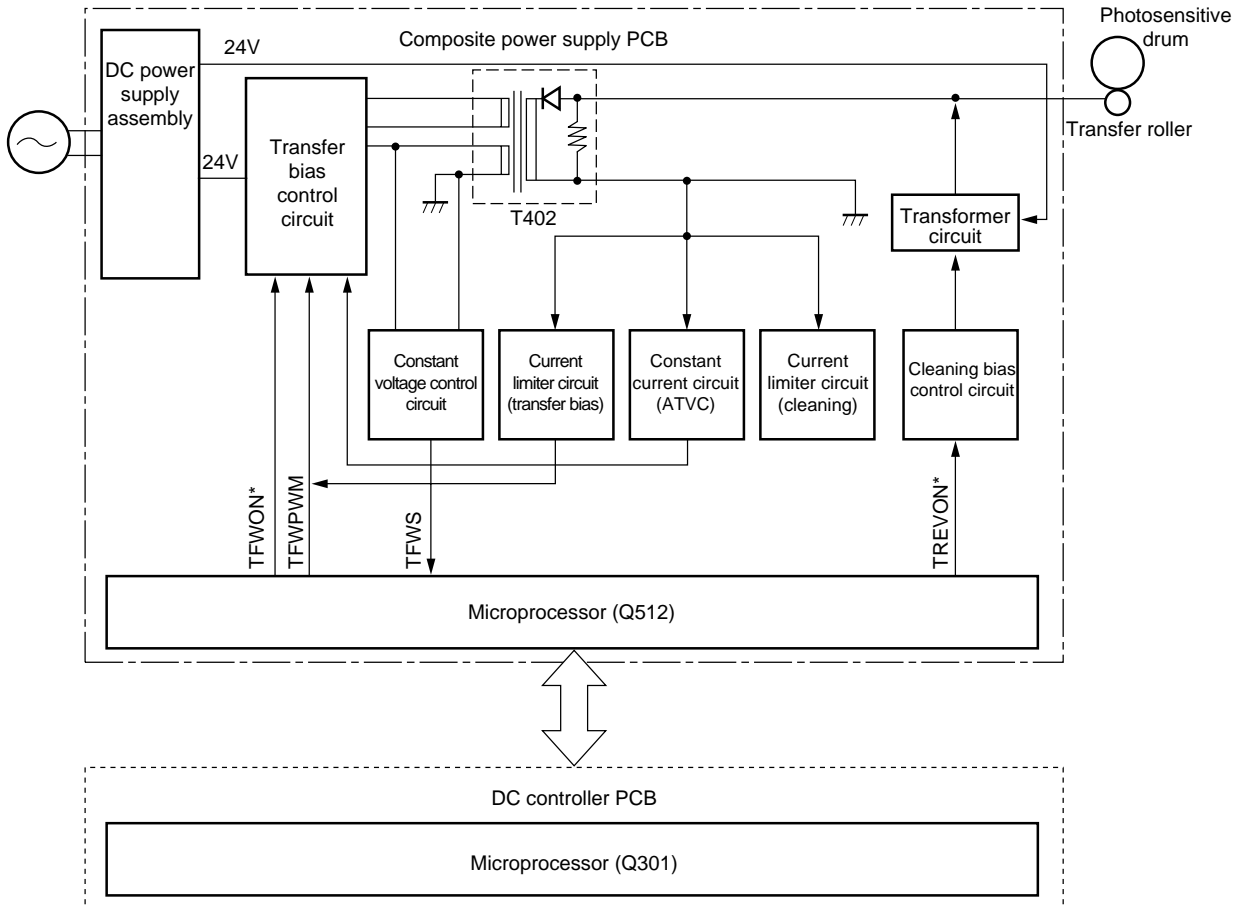 Photosensitive
drum
Composite power supply PCB
24V
DC power
supply
assembly
Transfer roller
Transfer
bias
control
circuit
24V
T402
Transformer
circuit
Constant
voltage control
circuit
Current
limiter circuit
(transfer bias)
Constant
current circuit
(ATVC)
Current
limiter circuit
(cleaning)
Cleaning bias
control circuit
TFWON*
TFWPWM
TFWS
TREVON*
Microprocessor (Q512)
DC controller PCB
Microprocessor (Q301)